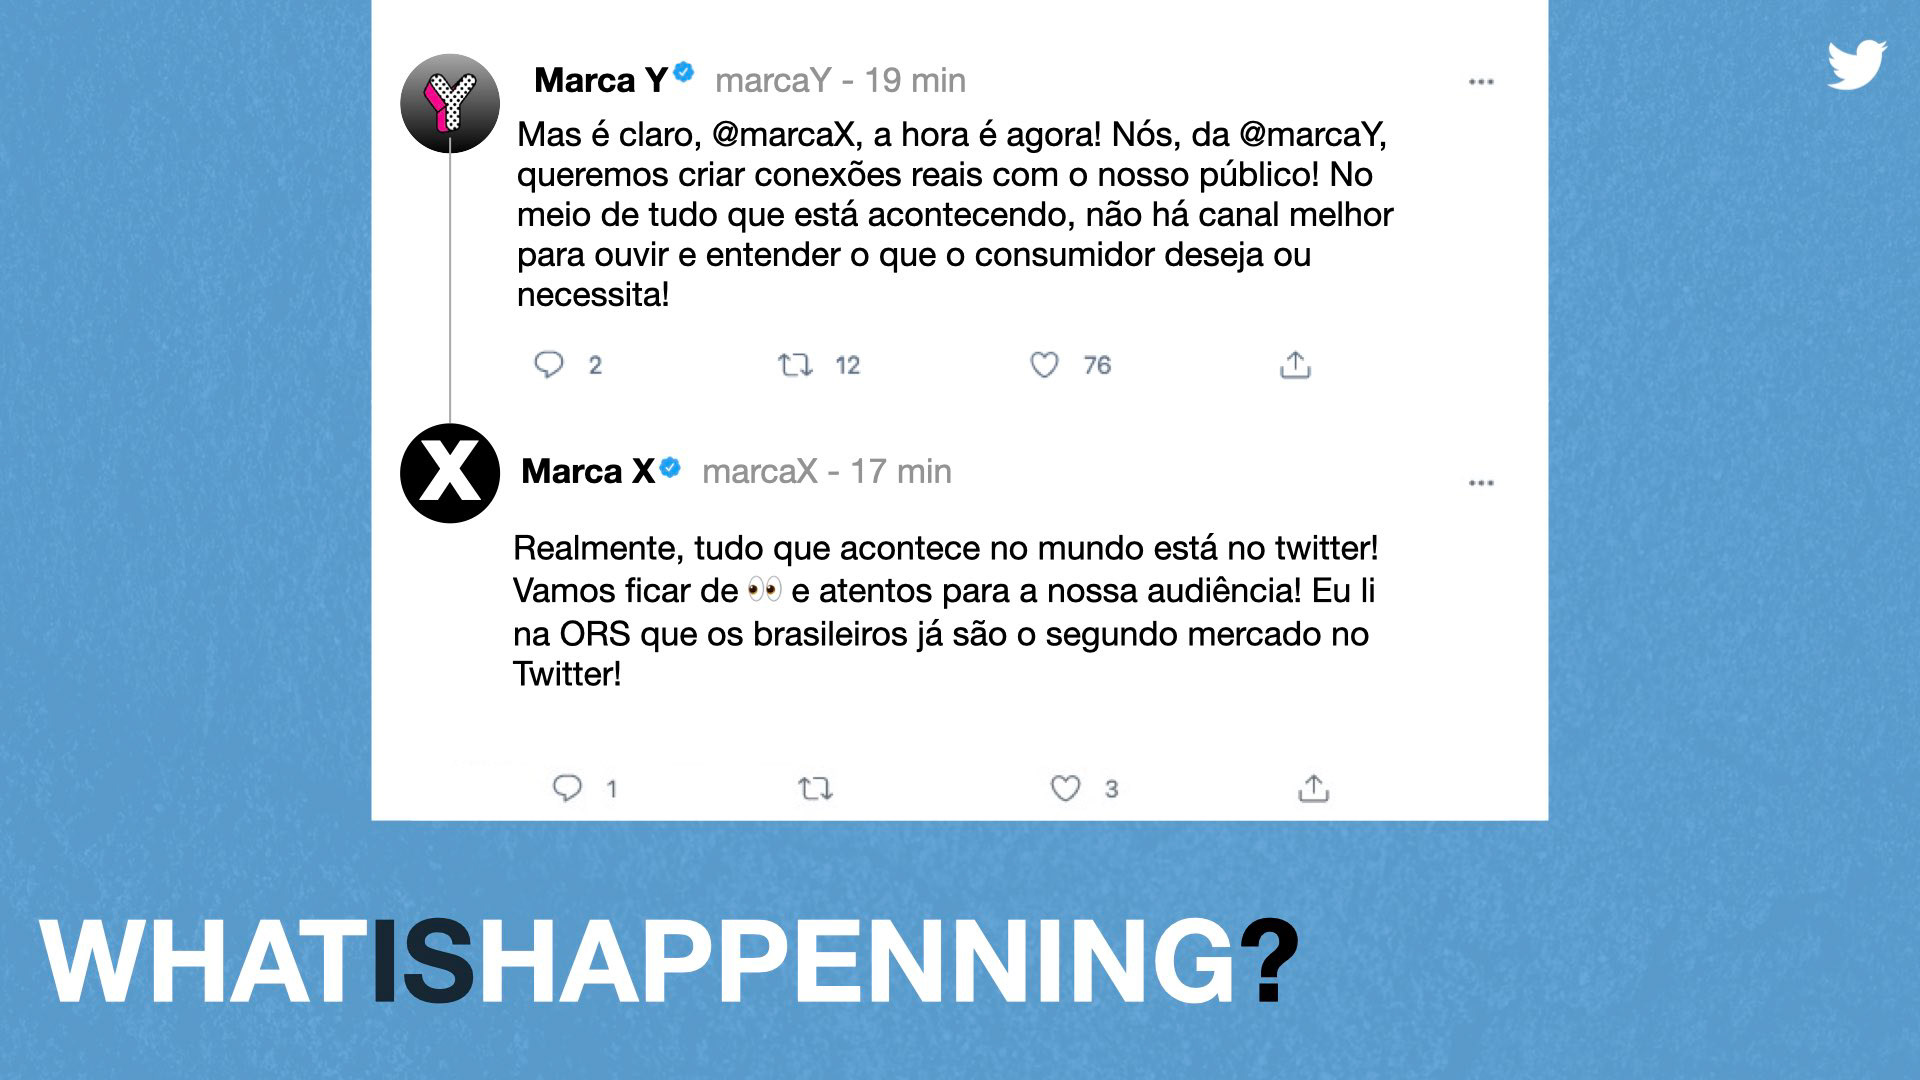 Y
Marca Y marcaY - 19 min
Mas é claro, @marcaX, a hora é agora! Nós, da @marcaY,
queremos criar conexões reais com o nosso público! No
meio de tudo que está acontecendo, não há canal melhor
para ouvir e entender o que o consumidor deseja ou
necessita!
2 12 76
X
Marca X marcaX - 17 min
Realmente, tudo que acontece no mundo está no twitter!
Vamos ficar de 👀 e atentos para a nossa audiência! Eu li
na ORS que os brasileiros já são o segundo mercado no
Twitter!
1 3
WHATISHAPPENNING?